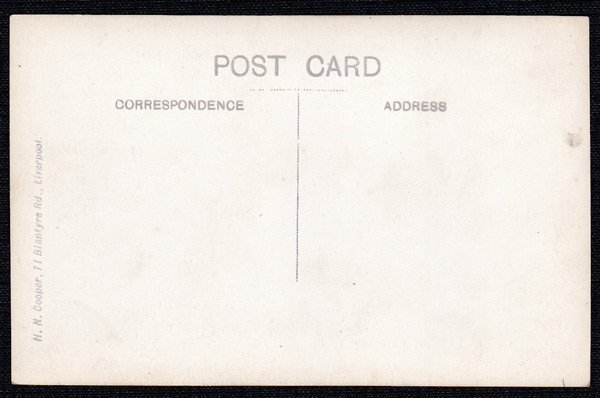 POST CARD
CORRESPONDENCE
ADDRESS
H. N. Cooper, 71 Blantyre Rd., Liverpool.